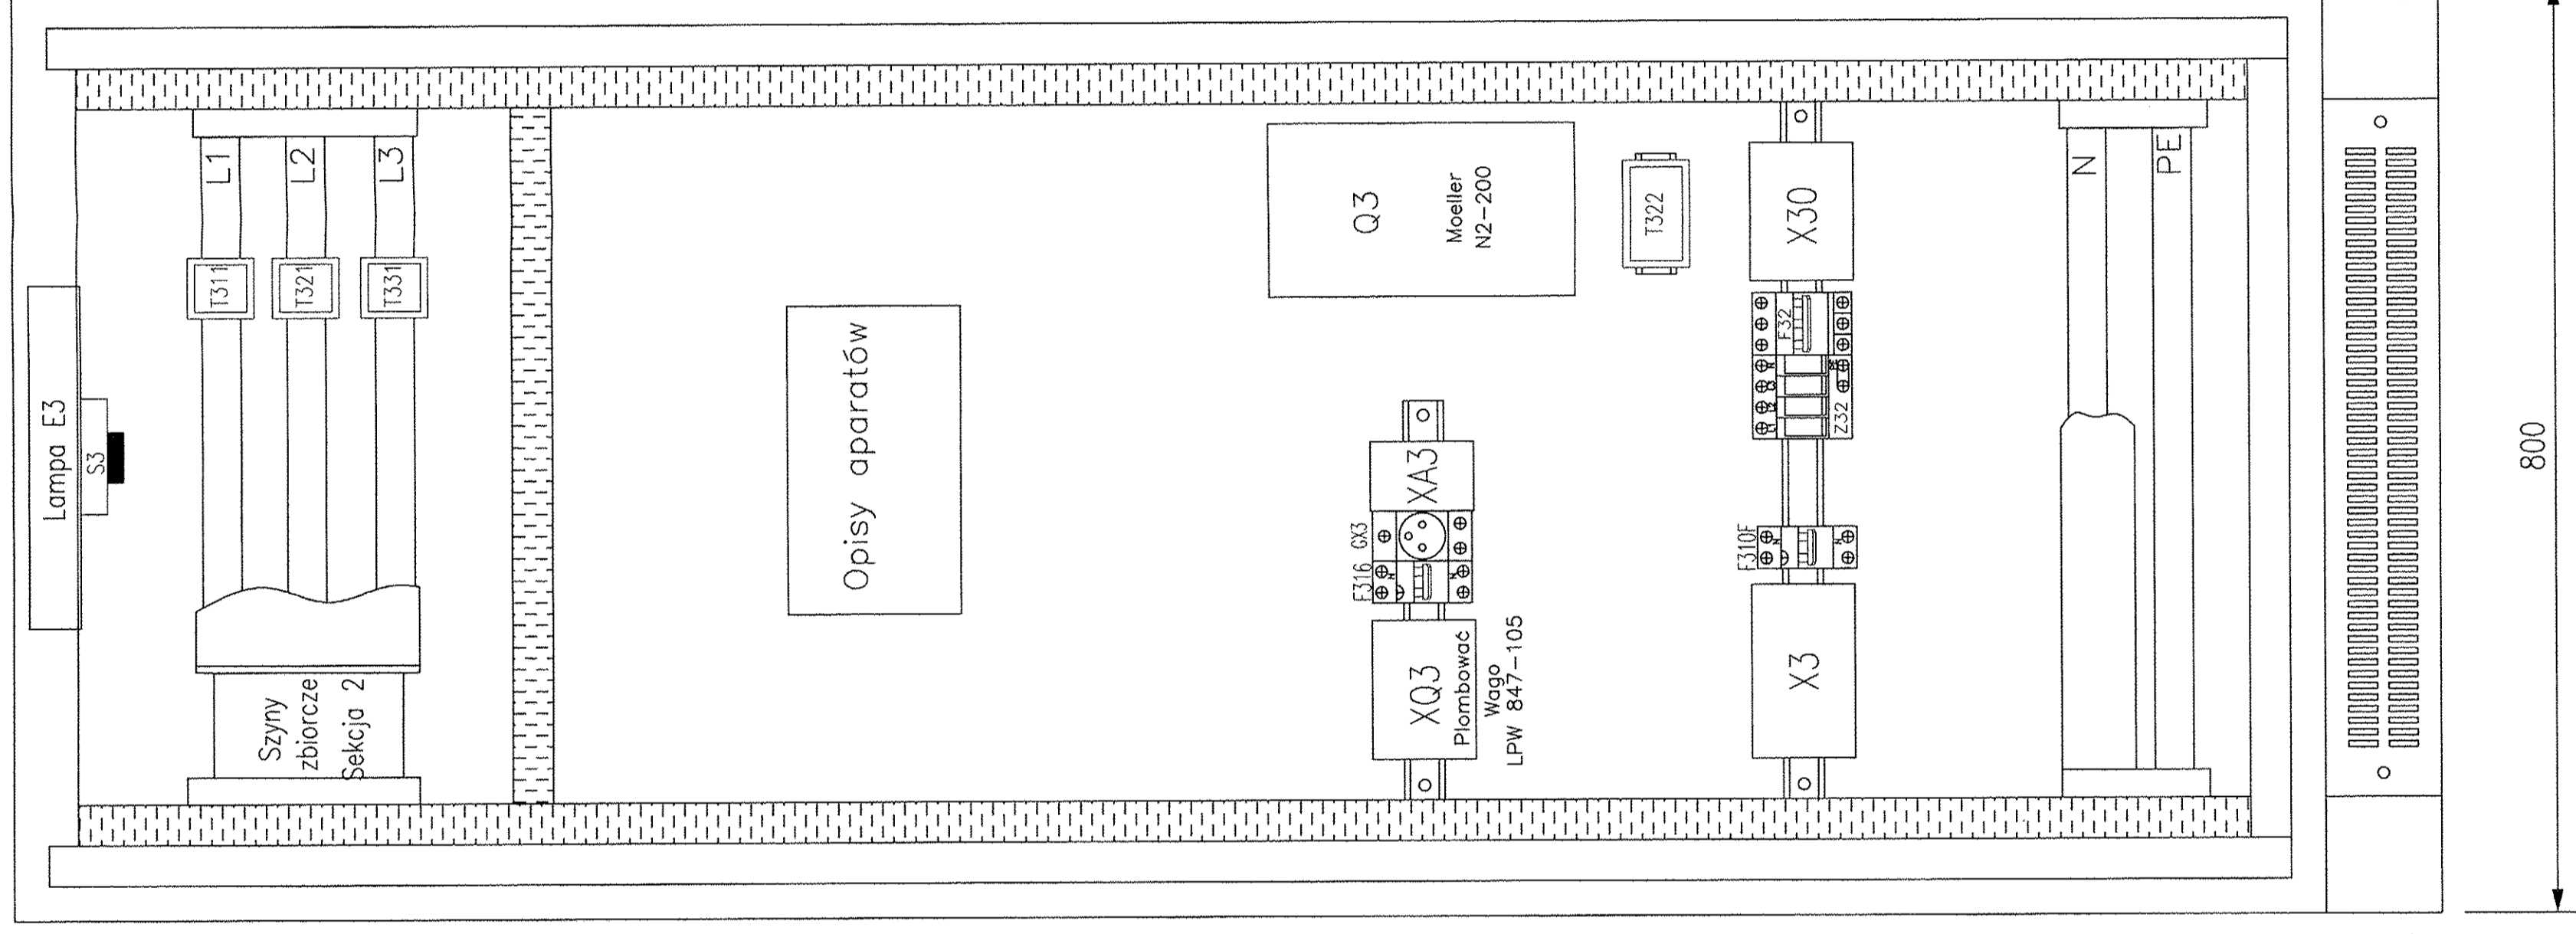 Lampa E3
S3
L1
L2
L3
T311
T321
T331
Szyny
zbiorcze
Sekcja 2
Opisy aparatów
Q3
Moeller
N2-200
T322
XA3
GX3
F316
N
N
XQ3
Plombować
Wago
LPW 847-105
X30
F32
Z32
F310F
N
N
X3
N
PE
800